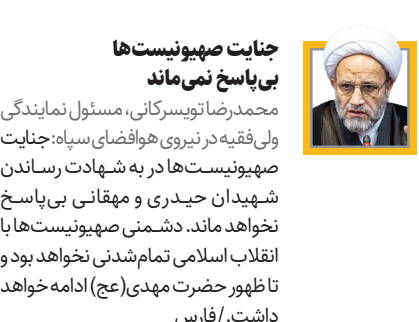 جنایت صهیونیست‌ها
بی‌پاسخ نمی‌ماند
محمدرضا تویسرکانی، مسئول نمایندگی
ولی‌فقیه در نیروی هوافضای سپاه: جنایت
صهیونیست‌ها در به شهادت رساندن
شهیدان حیدری و مهقانی بی‌پاسخ
نخواهد ماند. دشمنی صهیونیست‌ها با
انقلاب اسلامی تمام‌شدنی نخواهد بود و
تا ظهور حضرت مهدی(عج) ادامه خواهد
داشت./فارس